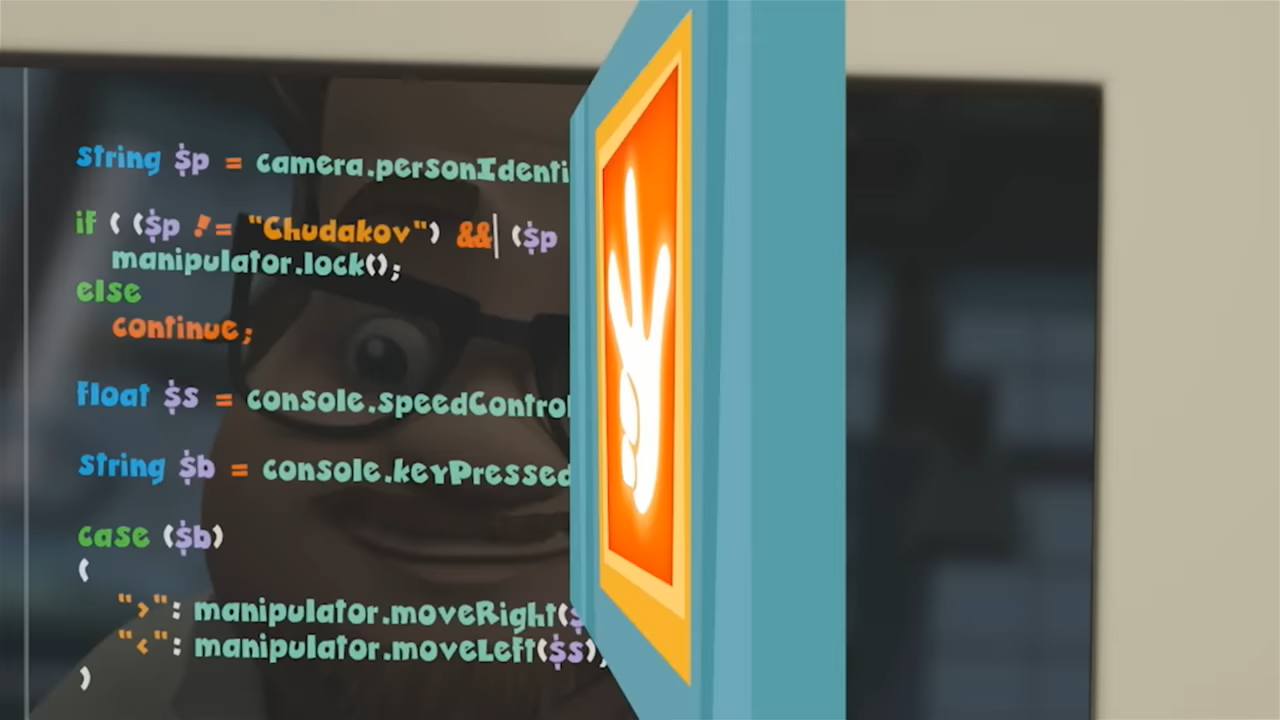 string $p = camera.personIdenti
if ( ($p != "Chudakov") && ($p
manipulator.lock();
else
continue;
float $s = console.speedControl
string $b = console.keyPressed
case ($b)
(
">": manipulator.moveRight($
"<": manipulator.moveLeft($s);
)